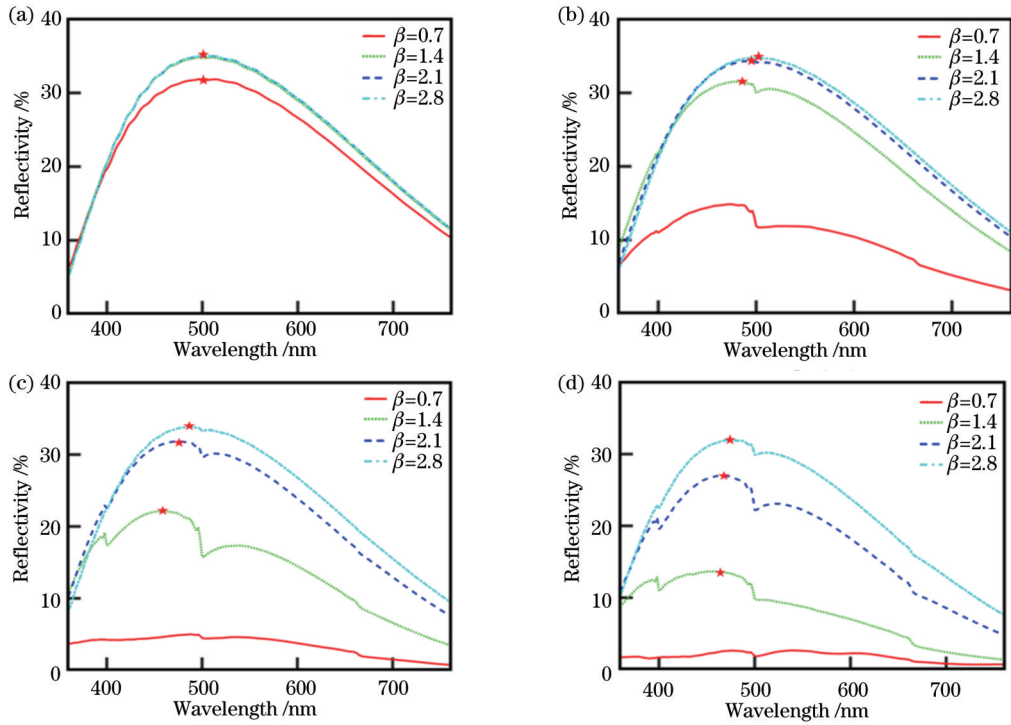 (a)
40
30
20
10
0
Reflectivity /%
400 500 600 700
Wavelength /nm
β=0.7
β=1.4
β=2.1
β=2.8
(b)
40
30
20
10
0
Reflectivity /%
400 500 600 700
Wavelength /nm
β=0.7
β=1.4
β=2.1
β=2.8
(c)
40
30
20
10
0
Reflectivity /%
400 500 600 700
Wavelength /nm
β=0.7
β=1.4
β=2.1
β=2.8
(d)
40
30
20
10
0
Reflectivity /%
400 500 600 700
Wavelength /nm
β=0.7
β=1.4
β=2.1
β=2.8